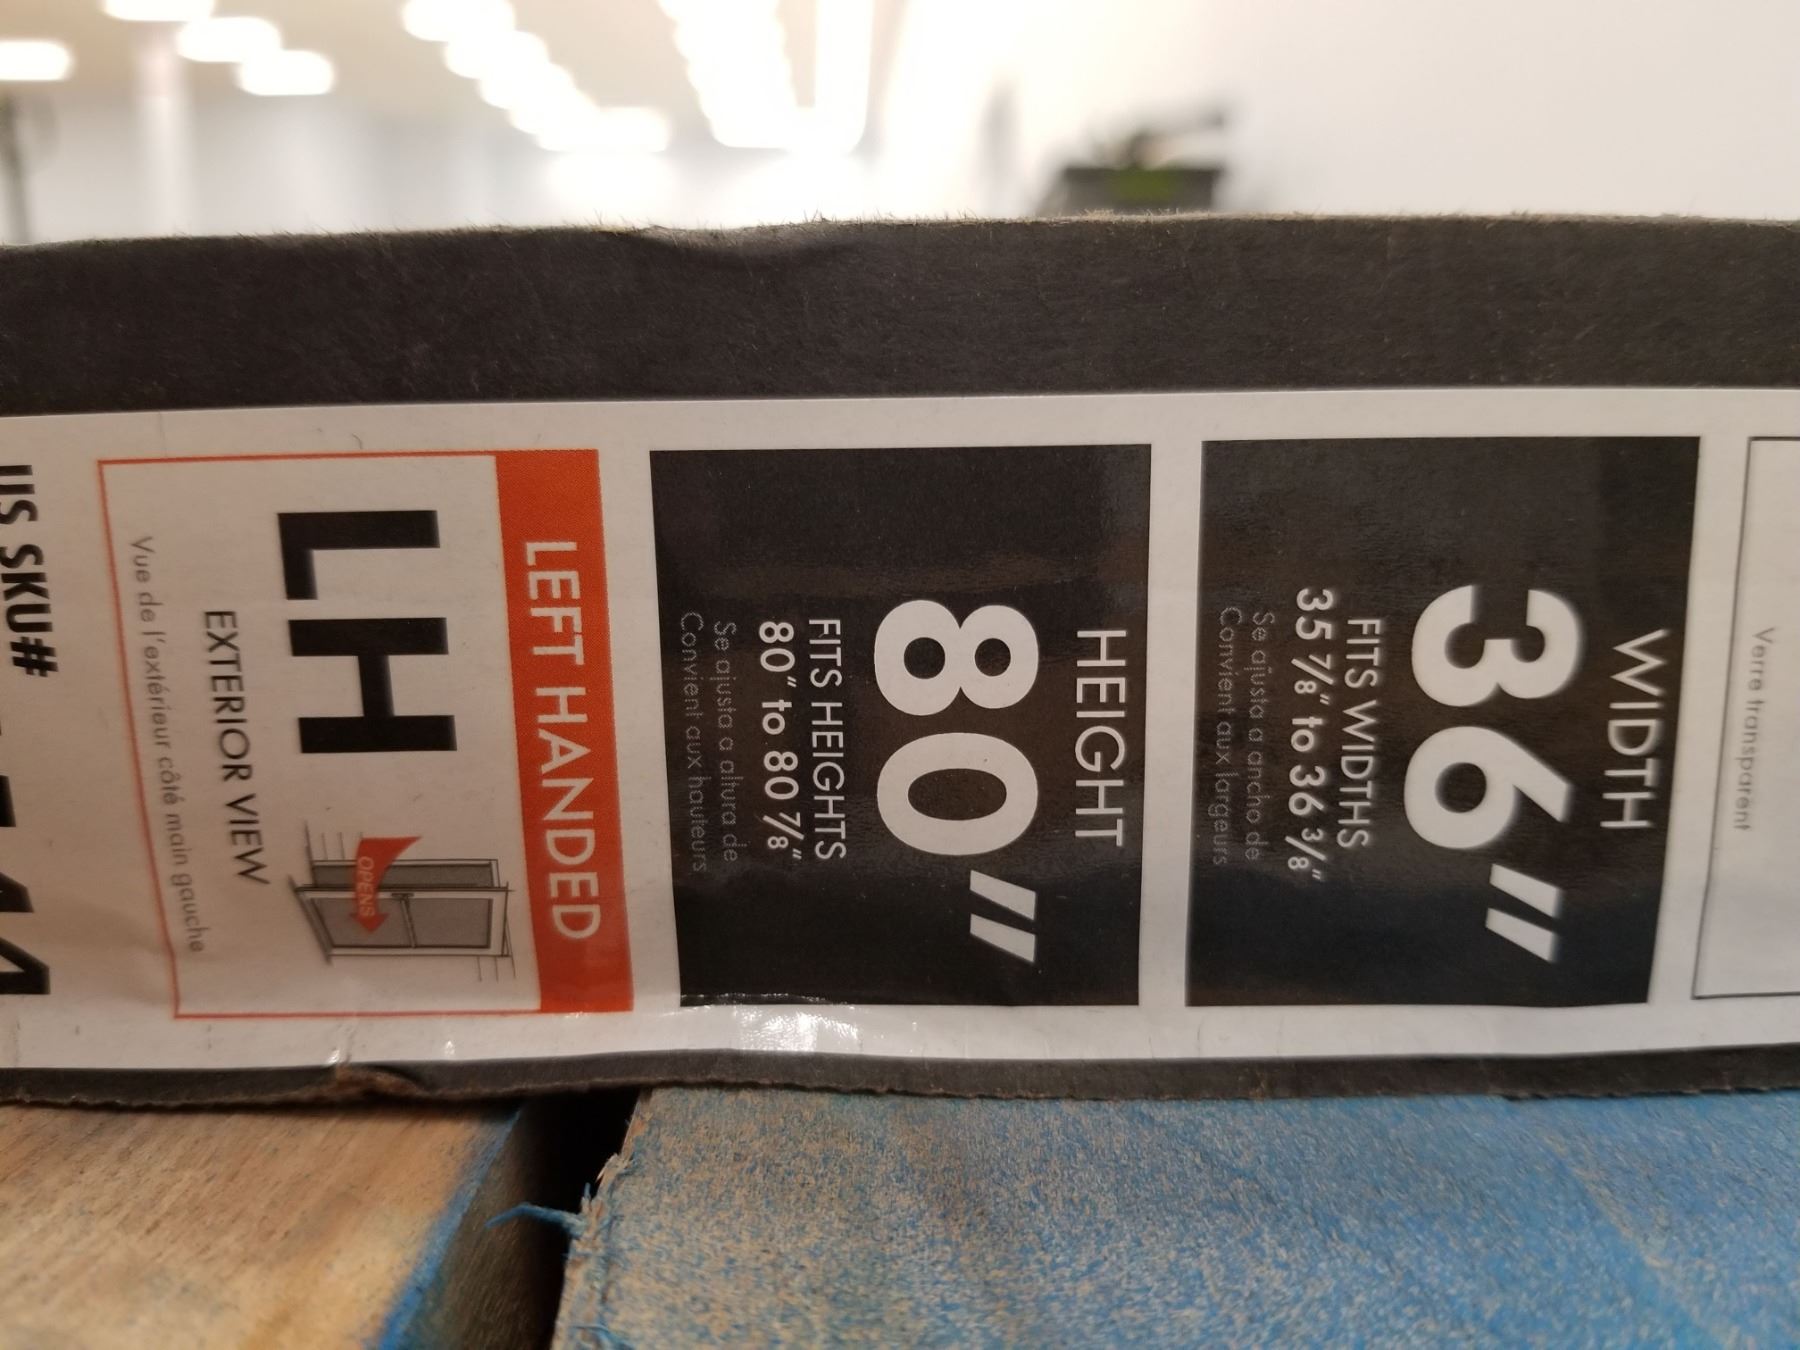 Verre transparent
WIDTH
36"
FITS WIDTHS
35 7/8" to 36 3/8"
Se ajusta a ancho de
Convient aux largeurs
HEIGHT
80"
FITS HEIGHTS
80" to 80 7/8"
Se ajusta a altura de
Convient aux hauteurs
LEFT HANDED
LH
OPENS
EXTERIOR VIEW
Vue de l'extérieur côté main gauche
US SKU#